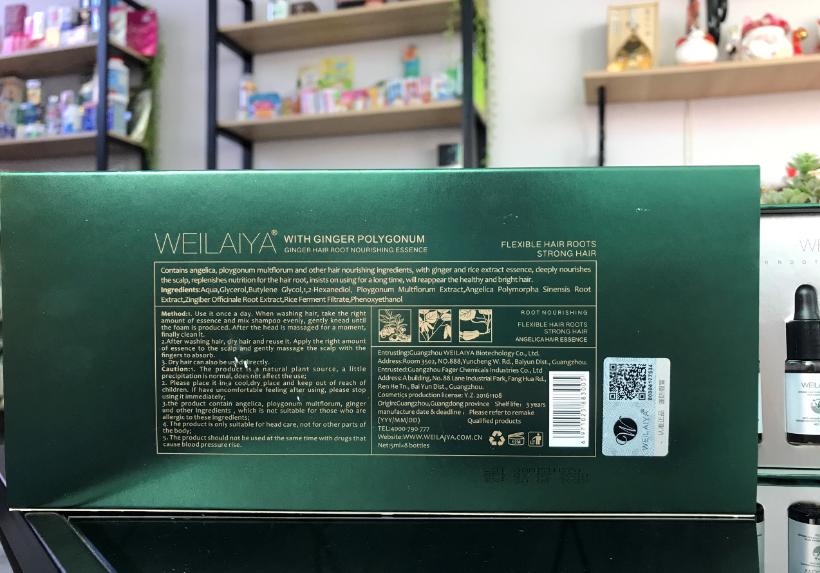 WEILAIYA® WITH GINGER POLYGONUM
GINGER HAIR ROOT NOURISHING ESSENCE
FLEXIBLE HAIR ROOTS
STRONG HAIR
Contains angelica, ploygonum multflorum and other hair nourishing ingredients, with ginger and rice extract essence, deeply nourishes
the scalp, replenishes nutrition for the hair root, insists on using for a long time, will reappear the healthy and bright hair.
Ingredients:Aqua,Glycerol,Butylene Glycol,1,2-Hexanediol, Ploygonum Multflorum Extract,Angelica Polymorpha Sinensis Root
Extract,Zingiber Officinale Root Extract,Rice Ferment Filtrate,Phenoxyethanol
Method:1. Use it once a day. When washing hair, take the right
amount of essence and mix shampoo evenly, gently knead until
the foam is produced. After the head is massaged for a moment,
finally clean it.
2.After washing hair, dry hair and reuse it. Apply the right amount
of essence to the scalp and gently massage the scalp with the
fingers to absorb.
3. Dry hair can also be used directly.
Caution:1. The product is a natural plant source, a little
precipitation is normal, does not affect the use;
2. Please place it in a cool,dry place and keep out of reach of
children. If have uncomfortable feeling after using, please stop
using it immediately;
3.the product contain angelica, ploygonum multflorum, ginger
and other ingredients , which is not suitable for those who are
allergic to these ingredients;
4. The product is only suitable for head care, not for other parts of
the body;
5. The product should not be used at the same time with drugs that
cause blood pressure rise.
ROOT NOURISHING
FLEXIBLE HAIR ROOTS
STRONG HAIR
ANGELICA HAIR ESSENCE
Entrusting:Guangzhou WEILAIYA Biotechology Co., Ltd.
Address:Room 3502, NO.888,Yuncheng W. Rd., Baiyun Dist., Guangzhou.
Entrusted:Guangzhou Fager Chemicals Industries Co., Ltd
Address: A building, No. 88 Lane Industrial Park, Fang Hua Rd.,
Ren He Tn., Bai Yun Dist., Guangzhou.
Cosmetics production license: Y.Z. 2016108
Origin:Guangzhou,Guangdong province Shelf life: 3 years
manufacture date & deadline : Please refer to remake
(YYY/MM/DD) Qualified products
TEL:4000-790-777
Website:WWW.WEILAIYA.COM.CN
Net:5ml×8 bottles
WEILAIYA